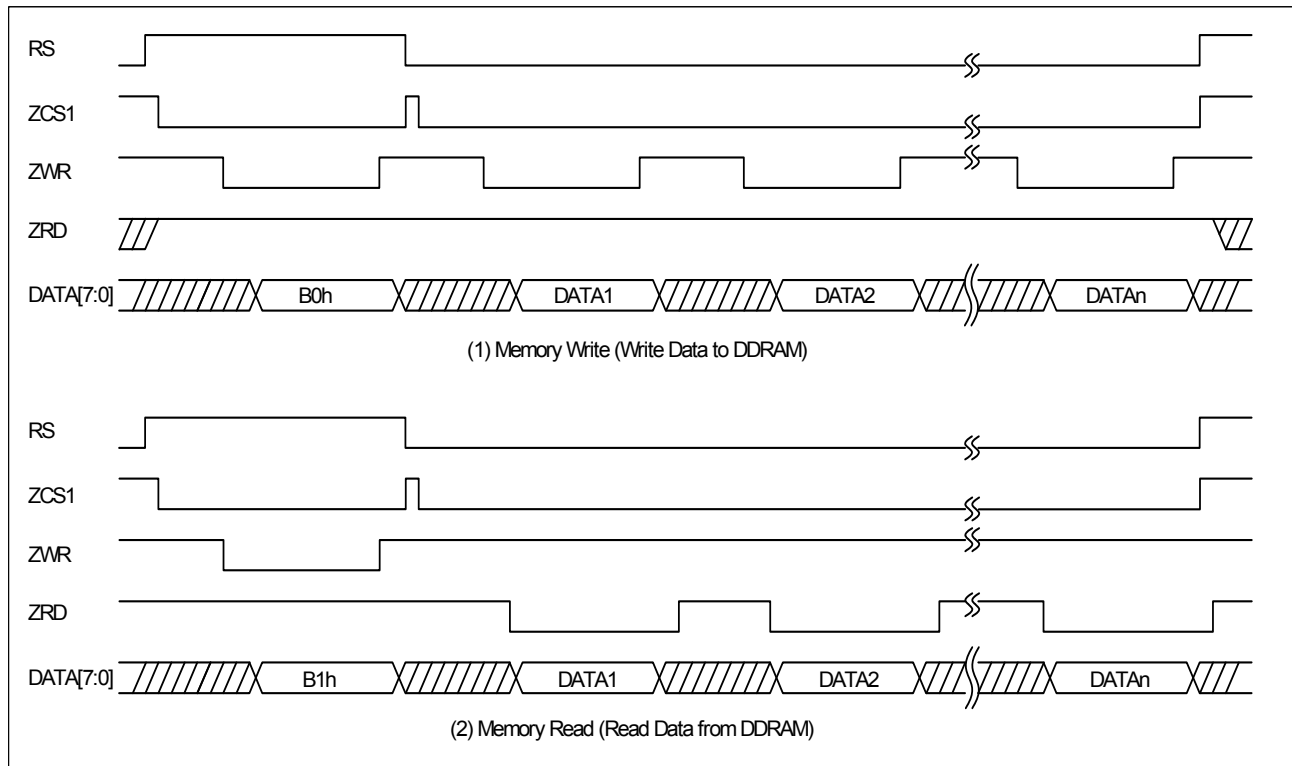 RS
ZCS1
ZWR
ZRD
DATA[7:0] B0h DATA1 DATA2 DATAn
(1) Memory Write (Write Data to DDRAM)
RS
ZCS1
ZWR
ZRD
DATA[7:0] B1h DATA1 DATA2 DATAn
(2) Memory Read (Read Data from DDRAM)